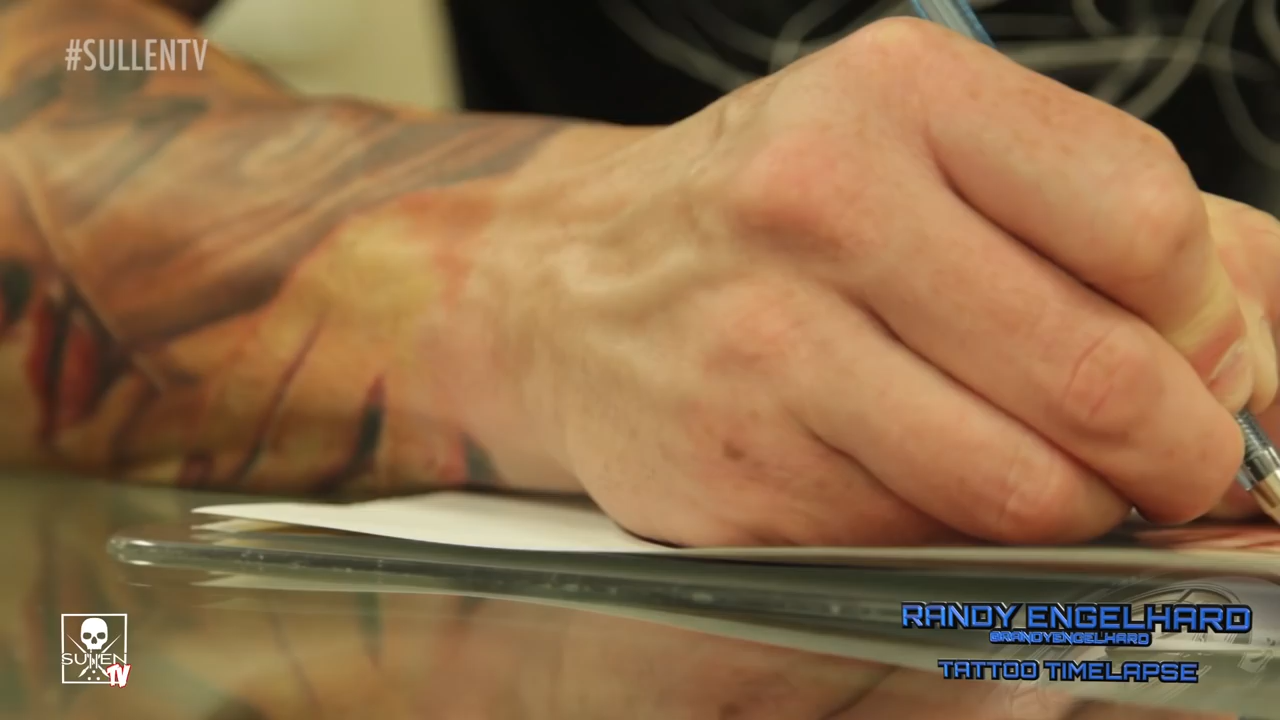 #SULLENTV
SULLEN
TV
RANDY ENGELHARD
@RANDYENGELHARD
TATTOO TIMELAPSE